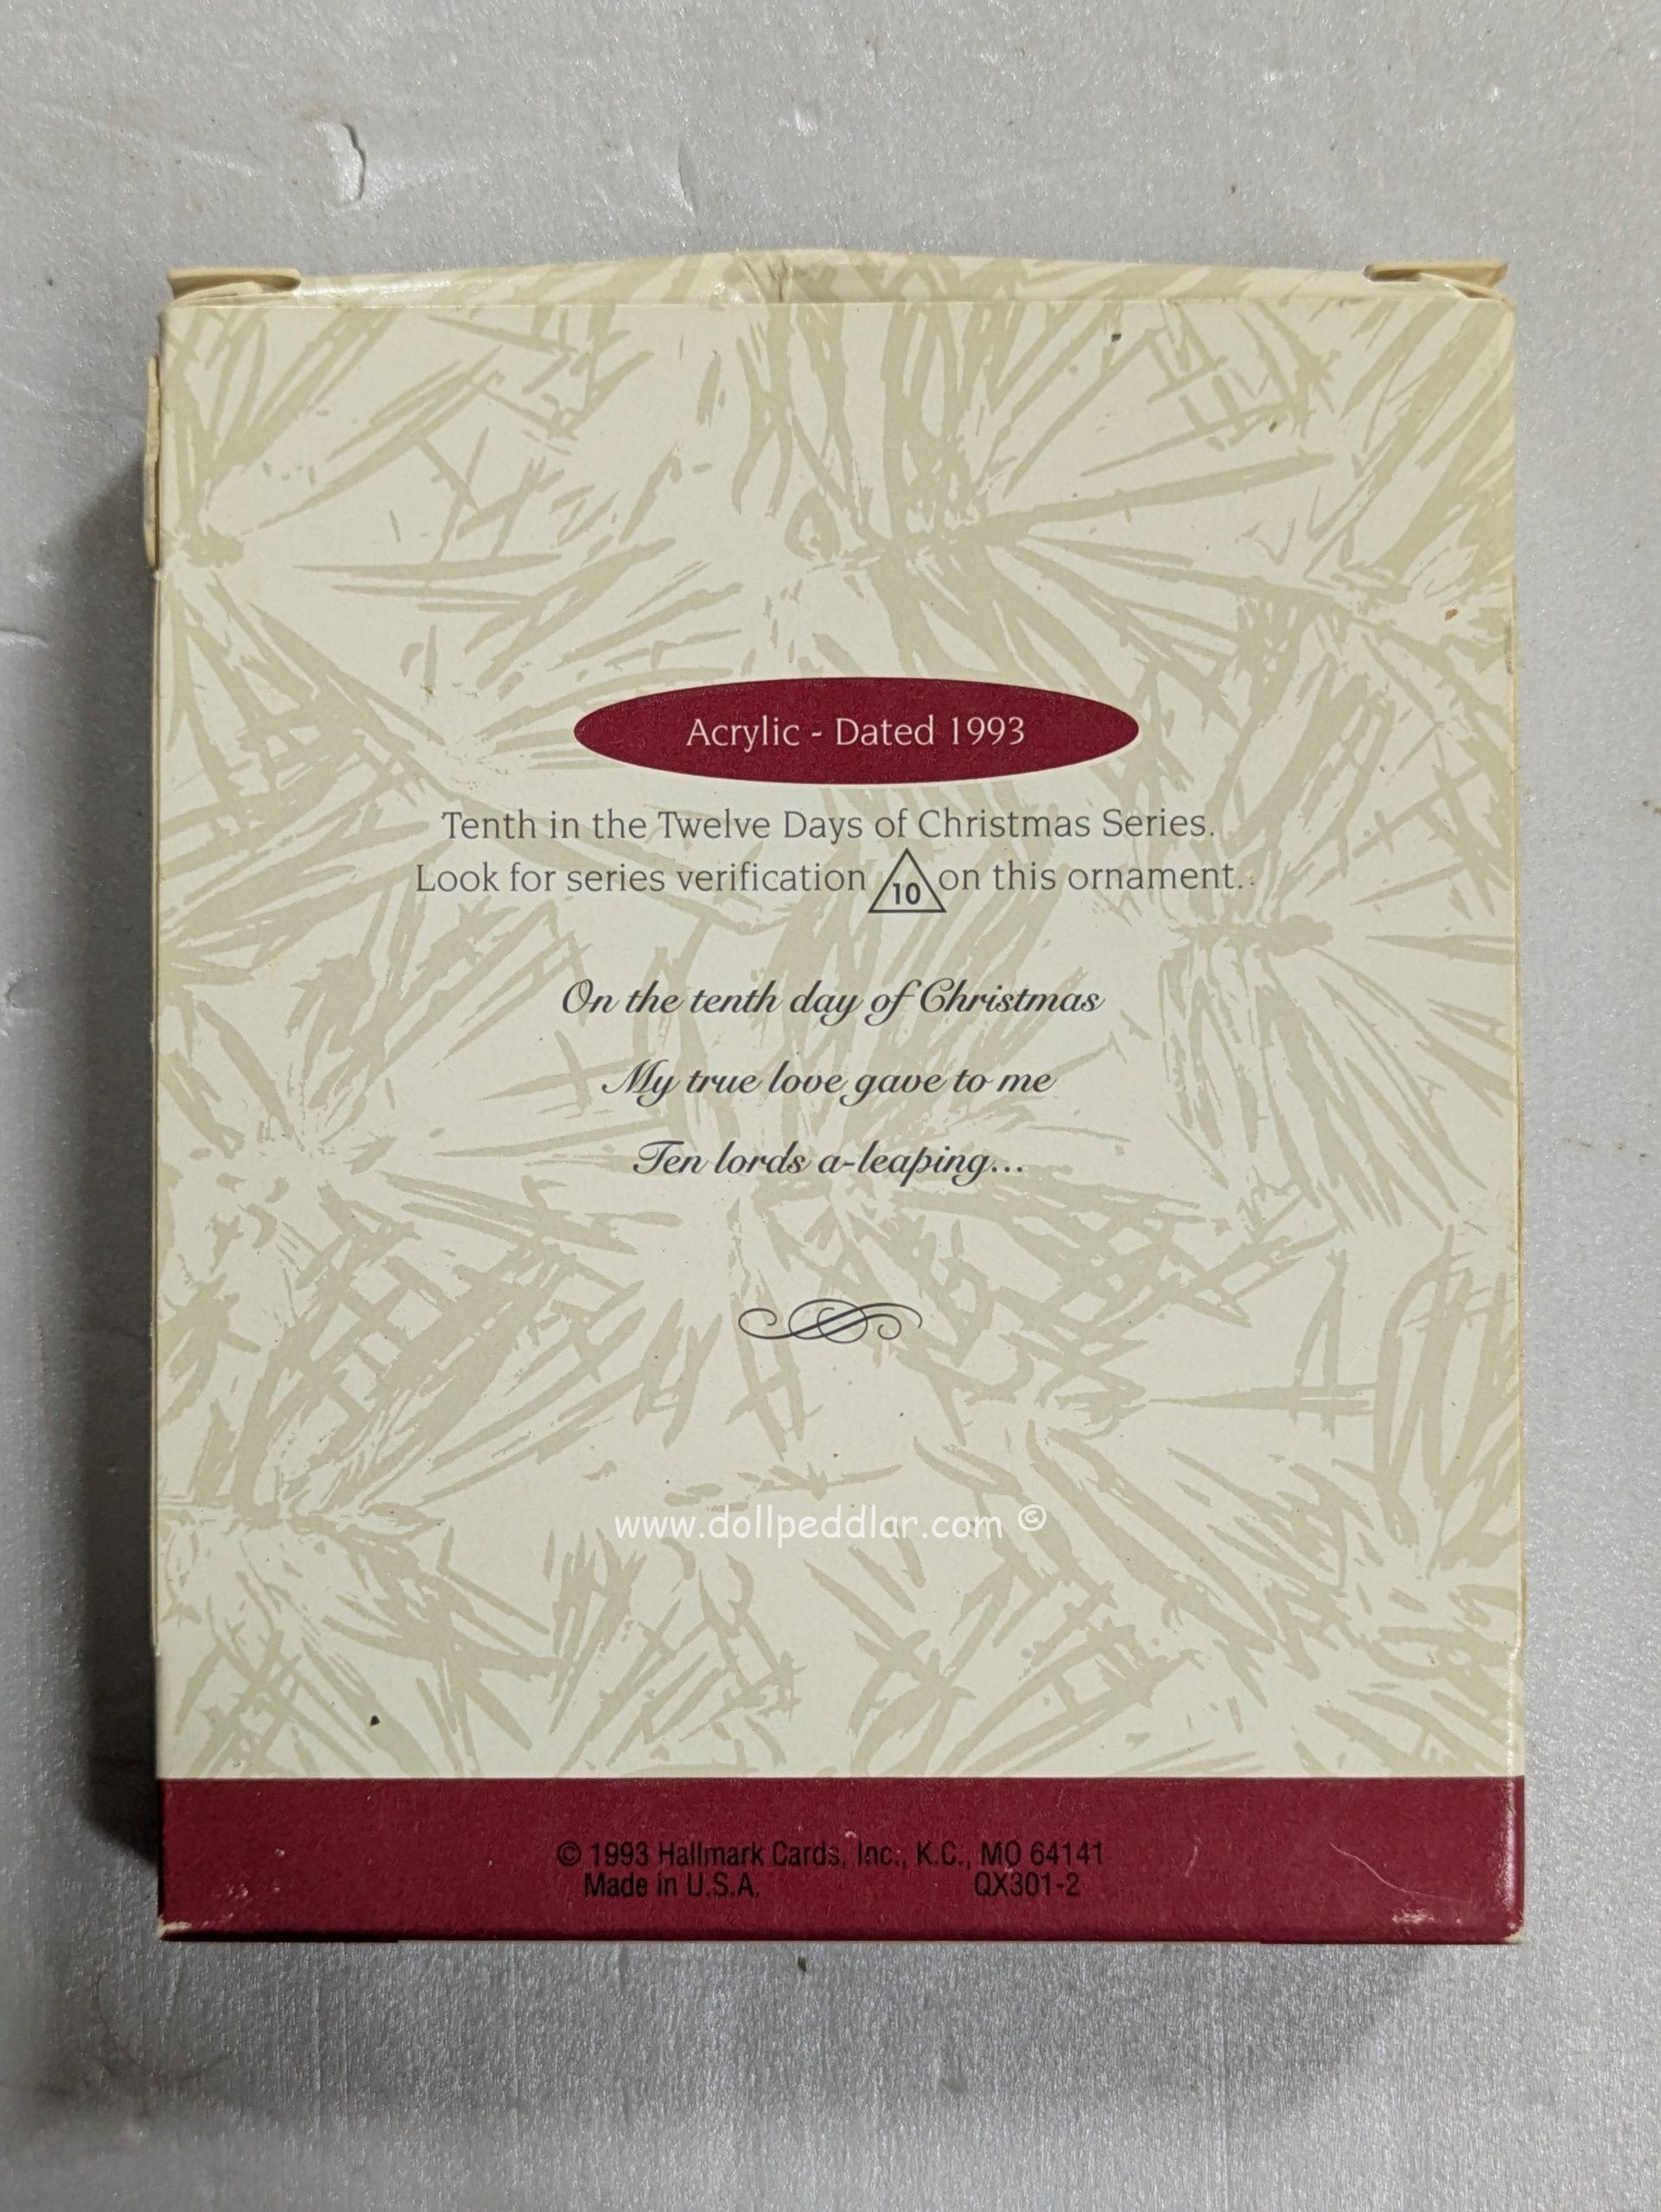 Acrylic - Dated 1993
Tenth in the Twelve Days of Christmas Series.
Look for series verification 10 on this ornament.
On the tenth day of Christmas
My true love gave to me
Ten lords a-leaping...
www.dollpeddlar.com ©
© 1993 Hallmark Cards, Inc., K.C., MO 64141
Made in U.S.A. QX301-2